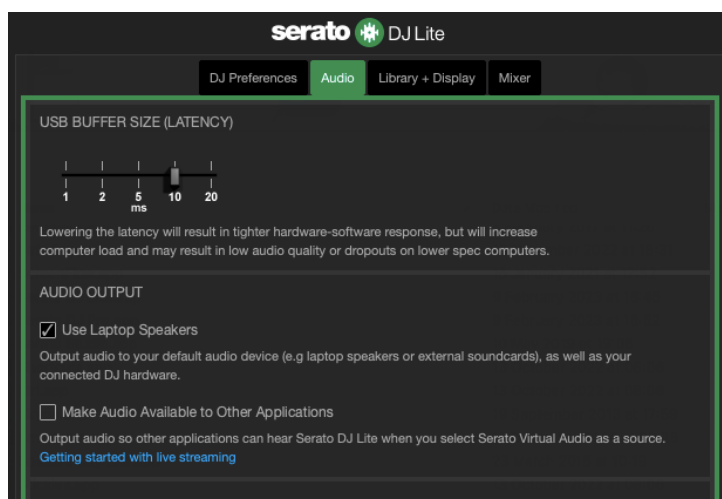 serato DJ Lite
DJ Preferences Audio Library + Display Mixer
USB BUFFER SIZE (LATENCY)
1 2 5 10 20
ms
Lowering the latency will result in tighter hardware-software response, but will increase
computer load and may result in low audio quality or dropouts on lower spec computers.
AUDIO OUTPUT
Use Laptop Speakers
Output audio to your default audio device (e.g laptop speakers or external soundcards), as well as your
connected DJ hardware.
Make Audio Available to Other Applications
Output audio so other applications can hear Serato DJ Lite when you select Serato Virtual Audio as a source.
Getting started with live streaming